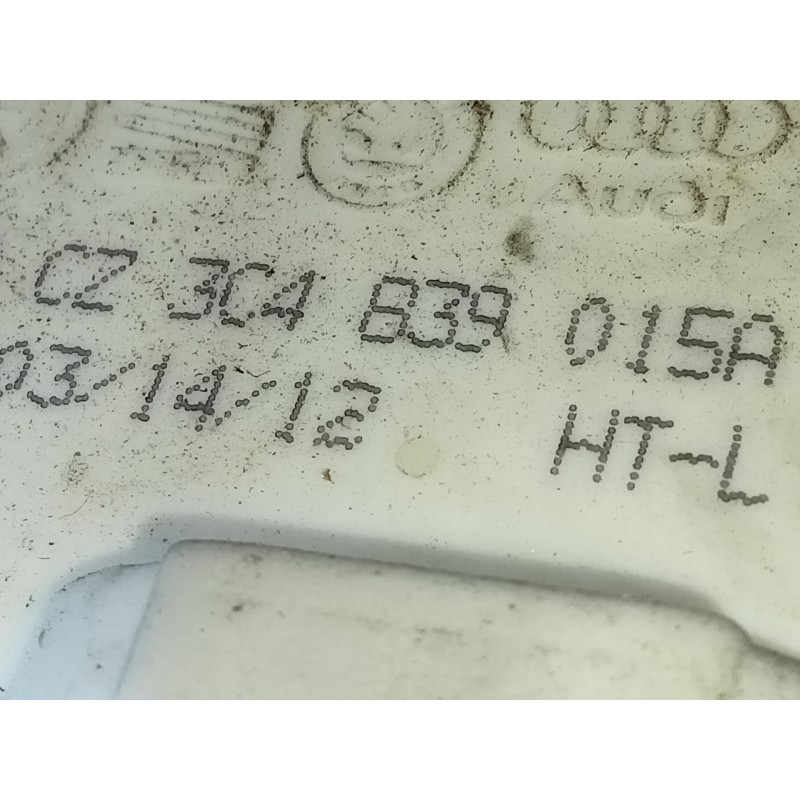 AUDI
CZ 3C4 839 015A
03/14/12
HT-L